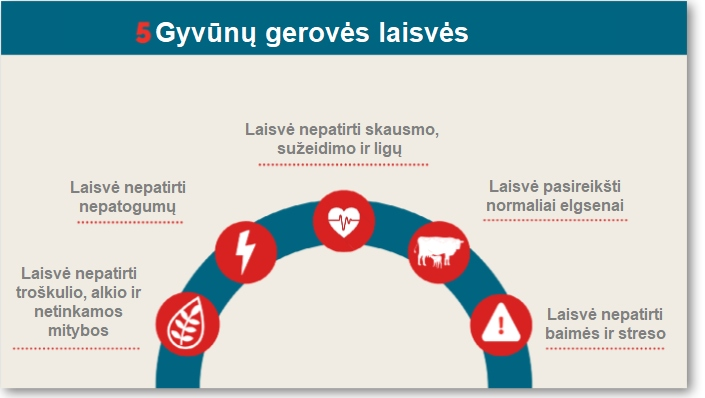 5 Gyvūnų gerovės laisvės
Laisvė nepatirti skausmo,
sužeidimo ir ligų
Laisvė nepatirti
nepatogumų
Laisvė pasireikšti
normaliai elgsenai
Laisvė nepatirti
troškulio, alkio ir
netinkamos
mitybos
Laisvė nepatirti
baimės ir streso